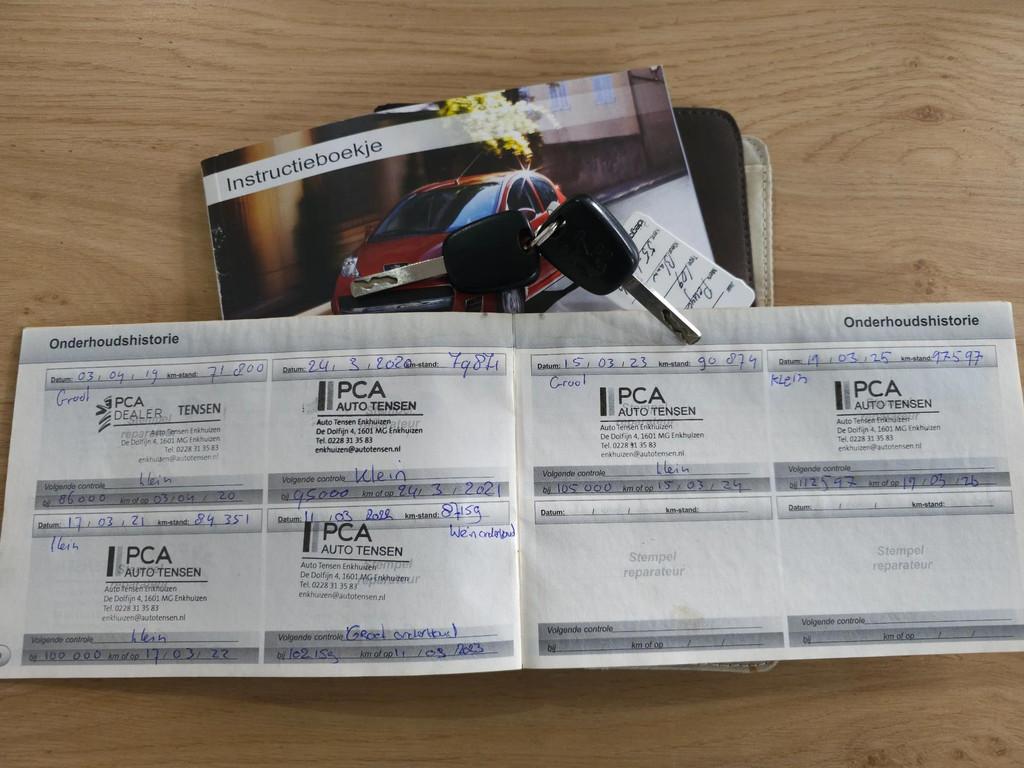 Instructieboekje
Onderhoudshistorie
Datum: 03, 04, 19 km-stand: 71 800
Groot
PCA
DEALER TENSEN
Stempel
reparateur
Auto Tensen Enkhuizen
De Dolfijn 4, 1601 MG Enkhuizen
Tel. 0228 31 35 83
enkhuizen@autotensen.nl
Volgende controle klein
bij 86000 km of op 03/04/20
Datum: 24, 3, 2020 km-stand: 79871
PCA
AUTO TENSEN
Auto Tensen Enkhuizen
De Dolfijn 4, 1601 MG Enkhuizen
Tel. 0228 31 35 83
enkhuizen@autotensen.nl
Volgende controle Klein
bij 95000 km of op 24, 3, 2021
Datum: 17, 03, 21 km-stand: 84 351
klein
PCA
AUTO TENSEN
Auto Tensen Enkhuizen
De Dolfijn 4, 1601 MG Enkhuizen
Tel. 0228 31 35 83
enkhuizen@autotensen.nl
Volgende controle klein
bij 100 000 km of op 17, 03, 22
Datum: 11 03 2022 km-stand: 87159
PCA
AUTO TENSEN
Auto Tensen Enkhuizen
De Dolfijn 4, 1601 MG Enkhuizen
Tel. 0228 31 35 83
enkhuizen@autotensen.nl
Volgende controle Groot onderhoud
bij 102159 km of op 11, 03, 2023
Onderhoudshistorie
Datum: 15, 03, 23 km-stand: 90 874
Groot
PCA
AUTO TENSEN
Auto Tensen Enkhuizen
De Dolfijn 4, 1601 MG Enkhuizen
Tel. 0228 31 35 83
enkhuizen@autotensen.nl
Volgende controle klein
bij 105 000 km of op 15, 03, 24
Datum: 19, 03, 25 km-stand: 97597
Klein
PCA
AUTO TENSEN
Auto Tensen Enkhuizen
De Dolfijn 4, 1601 MG Enkhuizen
Tel. 0228 31 35 83
enkhuizen@autotensen.nl
Volgende controle
bij 112597 km of op 19, 03, 26
Datum: / / km-stand:
Stempel
reparateur
Volgende controle
bij km of op / /
Datum: / / km-stand:
Stempel
reparateur
Volgende controle
bij km of op / /